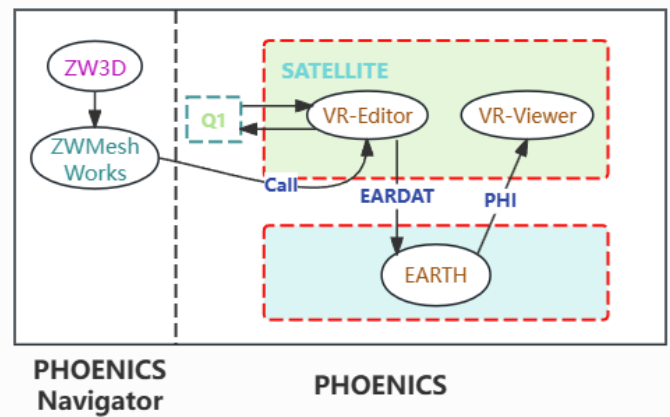 ZW3D
SATELLITE
Q1
VR-Editor
VR-Viewer
ZWMesh
Works
Call
EARDAT
PHI
EARTH
PHOENICS
Navigator
PHOENICS